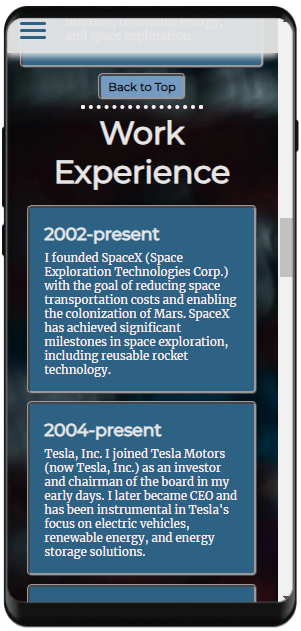 internet, renewable energy,
and space exploration.
Back to Top
Work
Experience
2002-present
I founded SpaceX (Space
Exploration Technologies Corp.)
with the goal of reducing space
transportation costs and enabling
the colonization of Mars. SpaceX
has achieved significant
milestones in space exploration,
including reusable rocket
technology.
2004-present
Tesla, Inc. I joined Tesla Motors
(now Tesla, Inc.) as an investor
and chairman of the board in my
early days. I later became CEO and
has been instrumental in Tesla's
focus on electric vehicles,
renewable energy, and energy
storage solutions.